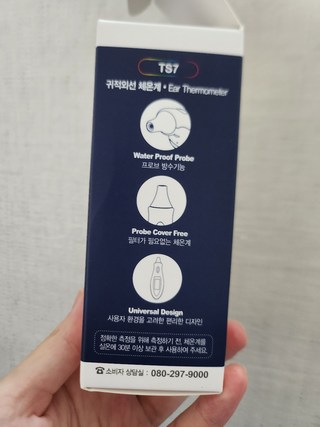 TS7
귀적외선 체온계 • Ear Thermometer
Water Proof Probe
프로브 방수기능
Probe Cover Free
필터가 필요없는 체온계
Universal Design
사용자 환경을 고려한 편리한 디자인
정확한 측정을 위해 측정하기 전, 체온계를
실온에 30분 이상 보관 후 사용하여 주세요.
☎소비자 상담실 : 080-297-9000